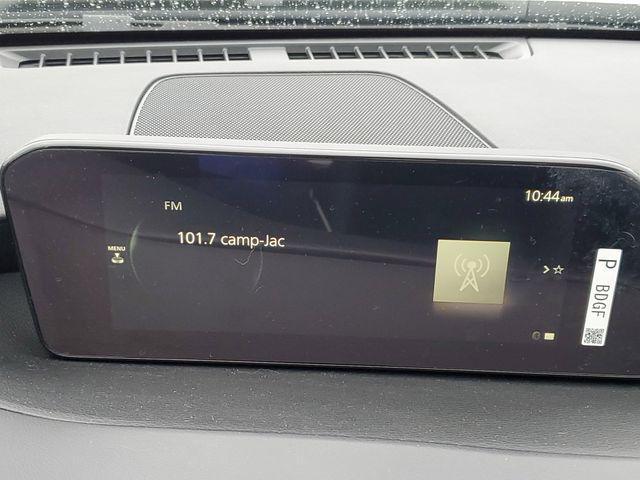 10:44am
FM
101.7 camp-Jac
MENU
P BDGF